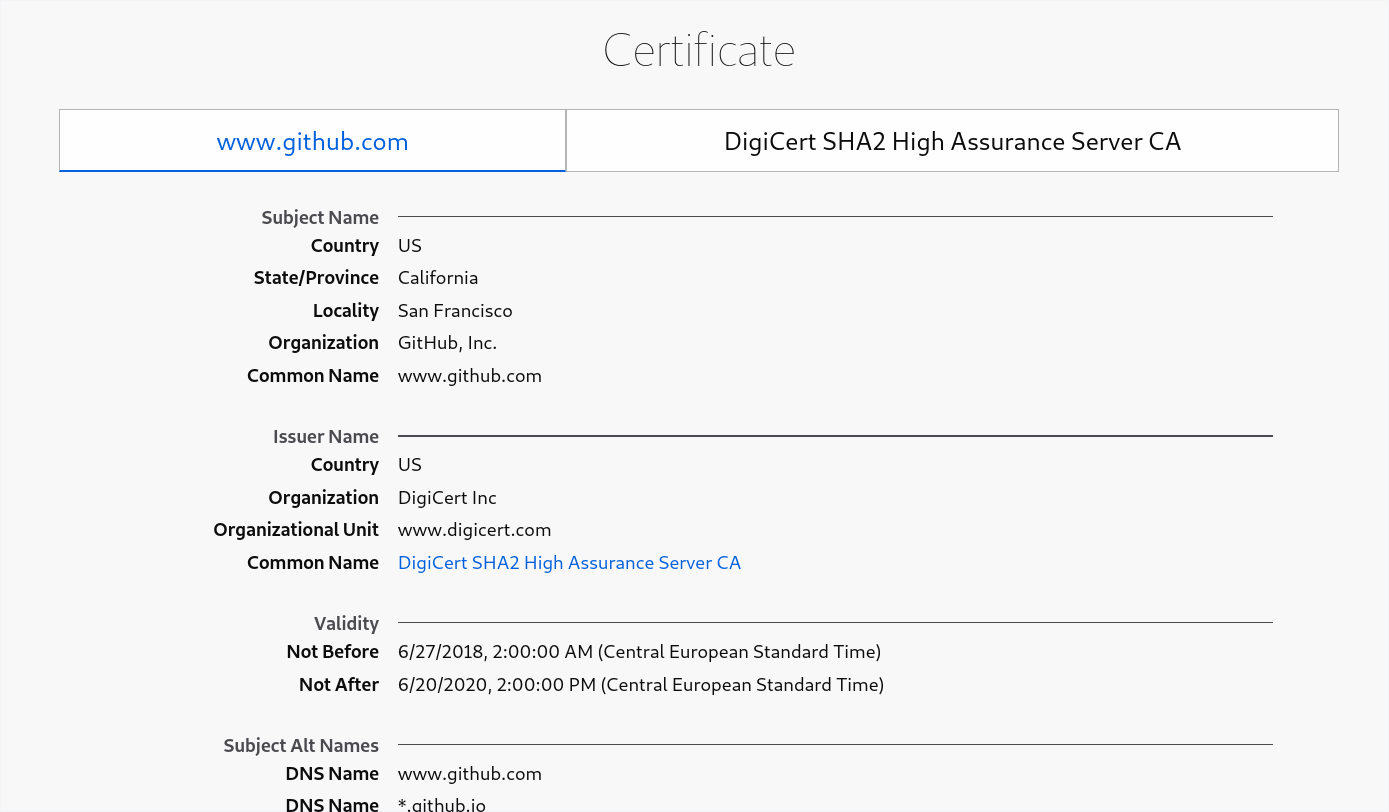 Certificate
www.github.com DigiCert SHA2 High Assurance Server CA
Subject Name
Country US
State/Province California
Locality San Francisco
Organization GitHub, Inc.
Common Name www.github.com
Issuer Name
Country US
Organization DigiCert Inc
Organizational Unit www.digicert.com
Common Name DigiCert SHA2 High Assurance Server CA
Validity
Not Before 6/27/2018, 2:00:00 AM (Central European Standard Time)
Not After 6/20/2020, 2:00:00 PM (Central European Standard Time)
Subject Alt Names
DNS Name www.github.com
DNS Name *.github.io